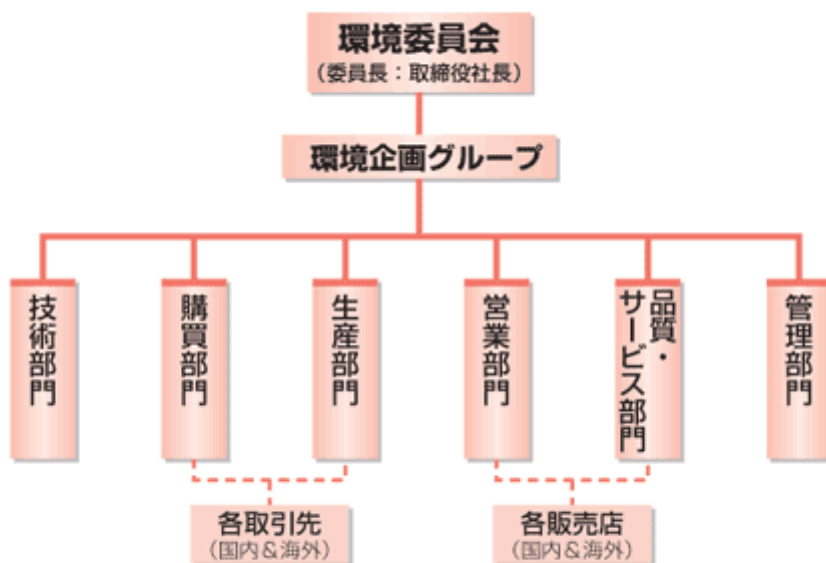 環境委員会
（委員長：取締役社長）
環境企画グループ
技術部門
購買部門
生産部門
営業部門
品質・
サービス部門
管理部門
各取引先
（国内＆海外）
各販売店
（国内＆海外）